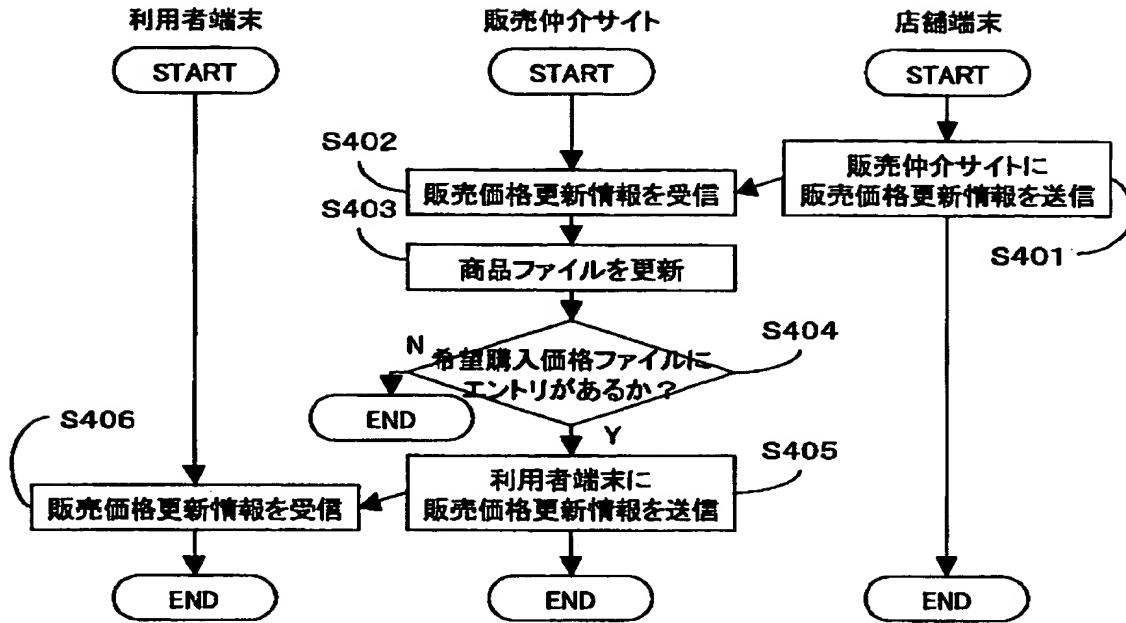 利用者端末
販売仲介サイト
店舗端末
START
START
START
S402
販売仲介サイトに
販売価格更新情報を送信
販売価格更新情報を受信
S403
S401
商品ファイルを更新
S404
N
希望購入価格ファイルに
エントリがあるか？
END
S406
Y
S405
利用者端末に
販売価格更新情報を送信
販売価格更新情報を受信
END
END
END